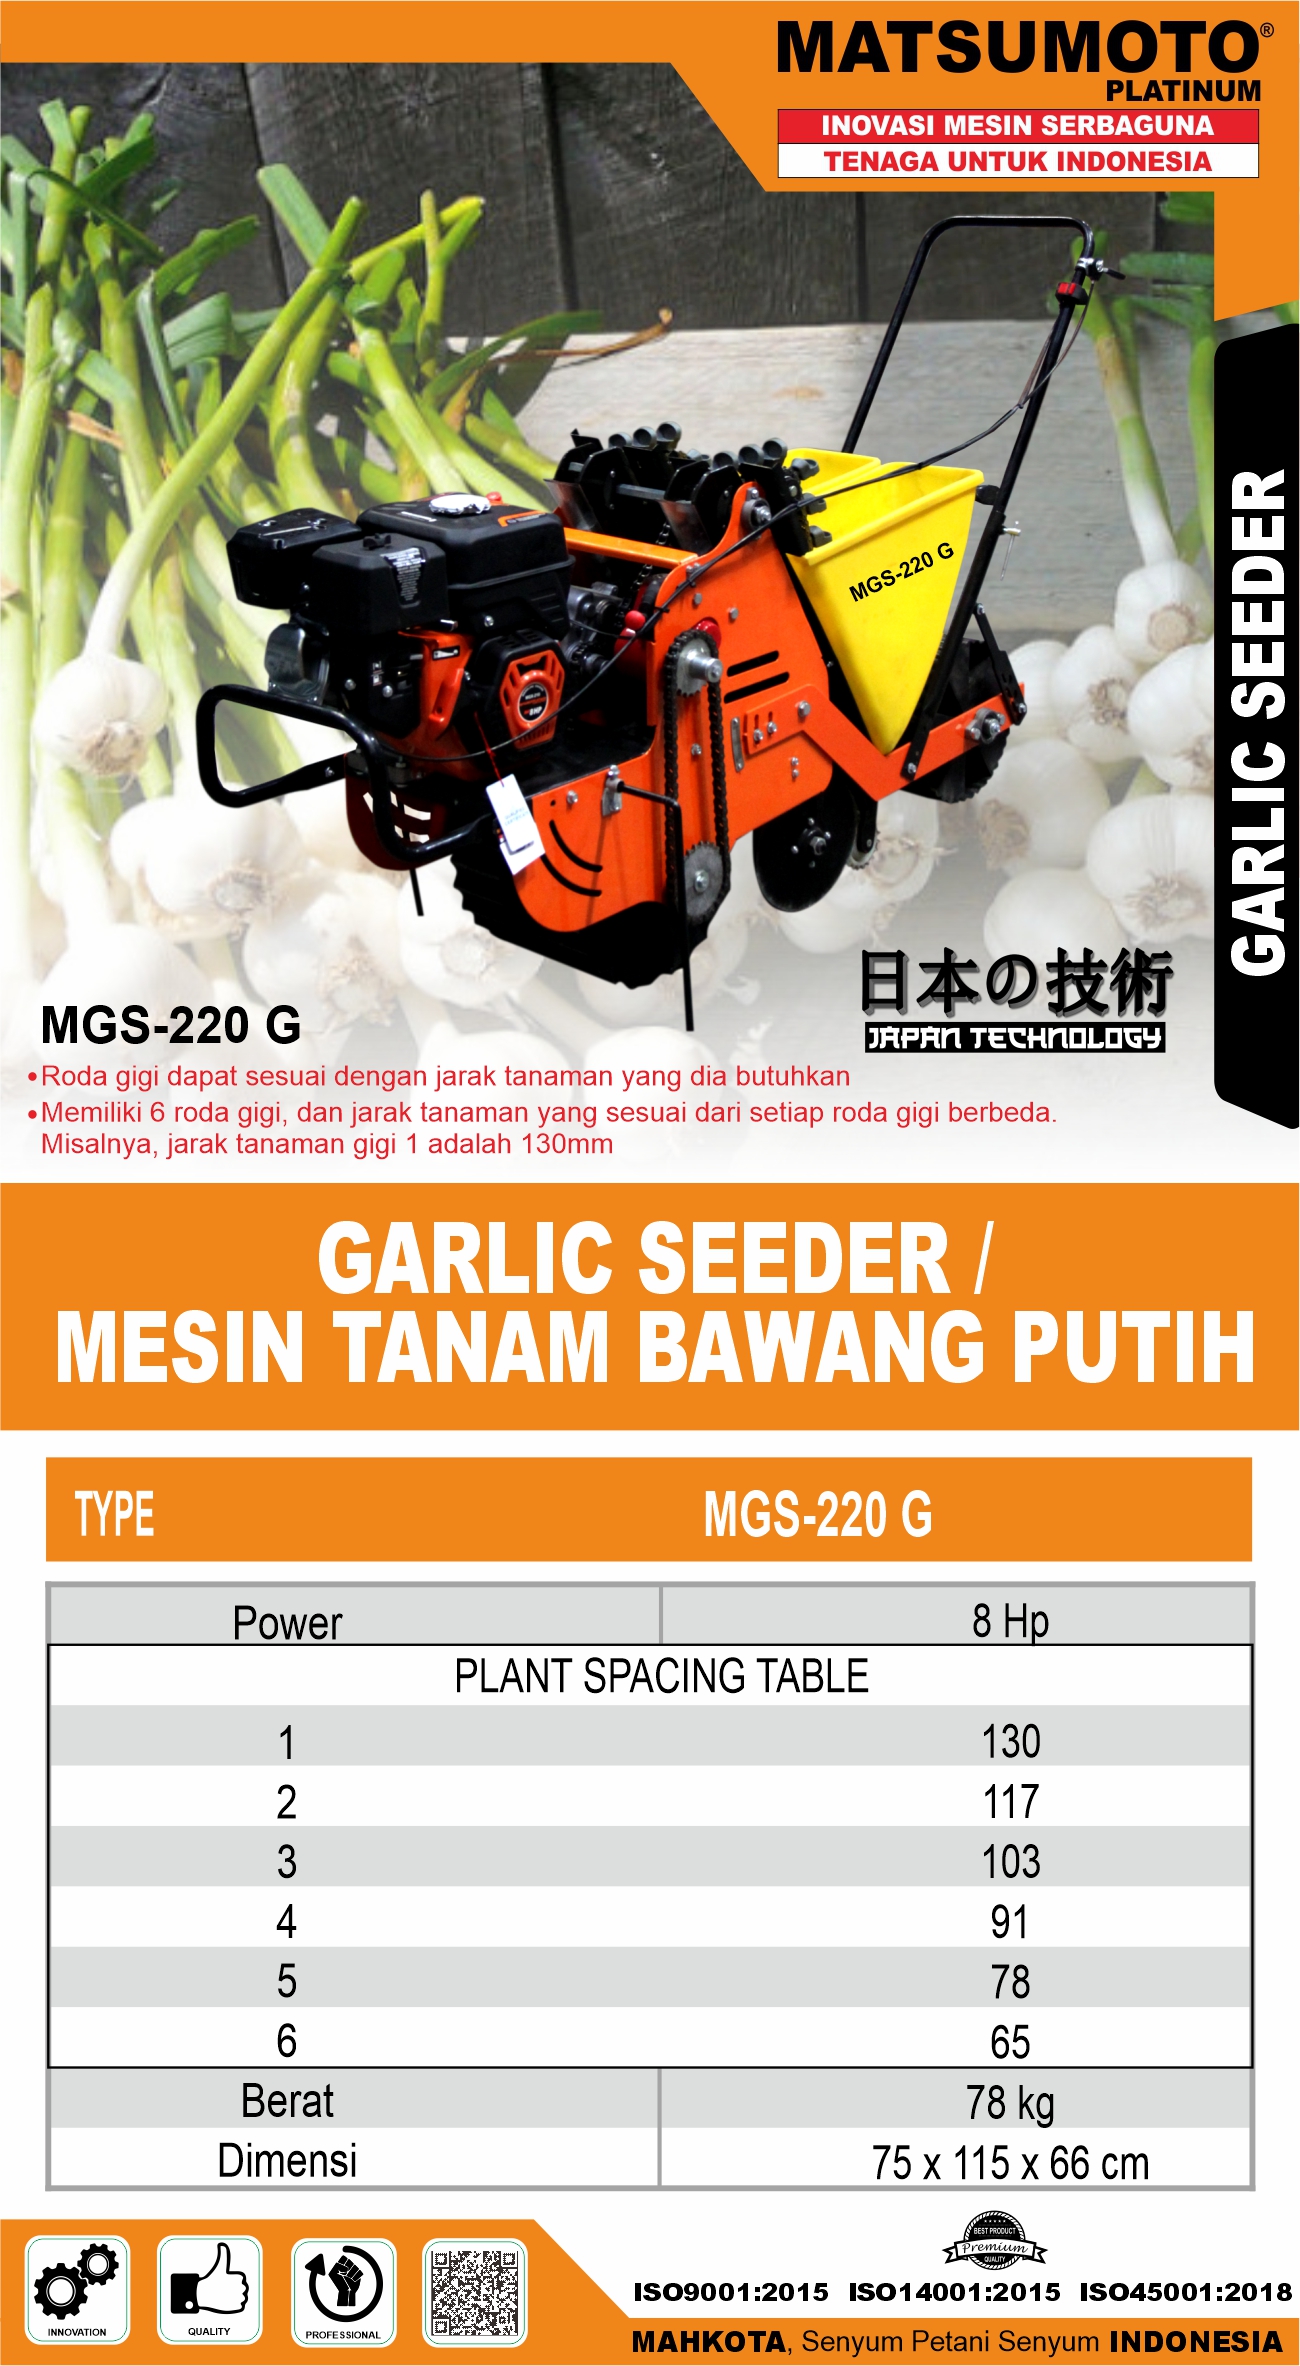 MATSUMOTO®
PLATINUM
INOVASI MESIN SERBAGUNA
TENAGA UNTUK INDONESIA
GARLIC SEEDER
MGS-220 G
8HP
日本の技術
JAPAN TECHNOLOGY
MGS-220 G
•Roda gigi dapat sesuai dengan jarak tanaman yang dia butuhkan
•Memiliki 6 roda gigi, dan jarak tanaman yang sesuai dari setiap roda gigi berbeda.
Misalnya, jarak tanaman gigi 1 adalah 130mm
GARLIC SEEDER /
MESIN TANAM BAWANG PUTIH
TYPE MGS-220 G
Power 8 Hp
PLANT SPACING TABLE
1 130
2 117
3 103
4 91
5 78
6 65
Berat 78 kg
Dimensi 75 x 115 x 66 cm
INNOVATION
QUALITY
PROFESSIONAL
BEST PRODUCT
Premium
QUALITY
ISO9001:2015 ISO14001:2015 ISO45001:2018
MAHKOTA, Senyum Petani Senyum INDONESIA